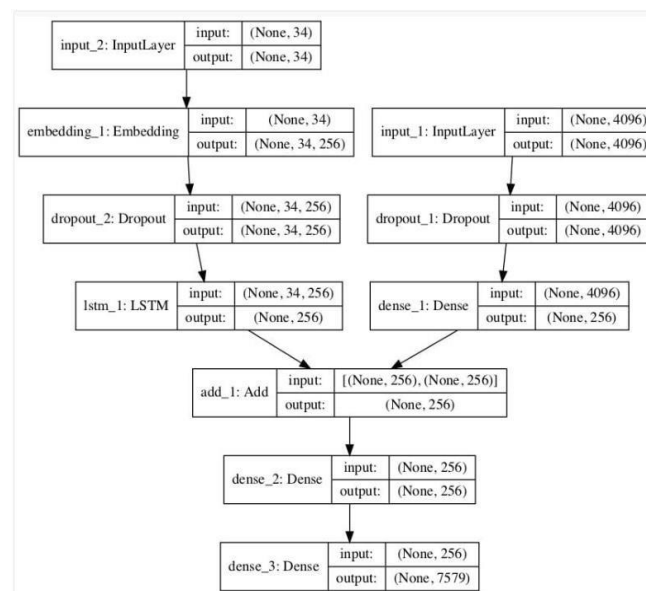 input_2: InputLayer
input: (None, 34)
output: (None, 34)
embedding_1: Embedding
input: (None, 34)
output: (None, 34, 256)
input_1: InputLayer
input: (None, 4096)
output: (None, 4096)
dropout_2: Dropout
input: (None, 34, 256)
output: (None, 34, 256)
dropout_1: Dropout
input: (None, 4096)
output: (None, 4096)
lstm_1: LSTM
input: (None, 34, 256)
output: (None, 256)
dense_1: Dense
input: (None, 4096)
output: (None, 256)
add_1: Add
input: [(None, 256), (None, 256)]
output: (None, 256)
dense_2: Dense
input: (None, 256)
output: (None, 256)
dense_3: Dense
input: (None, 256)
output: (None, 7579)